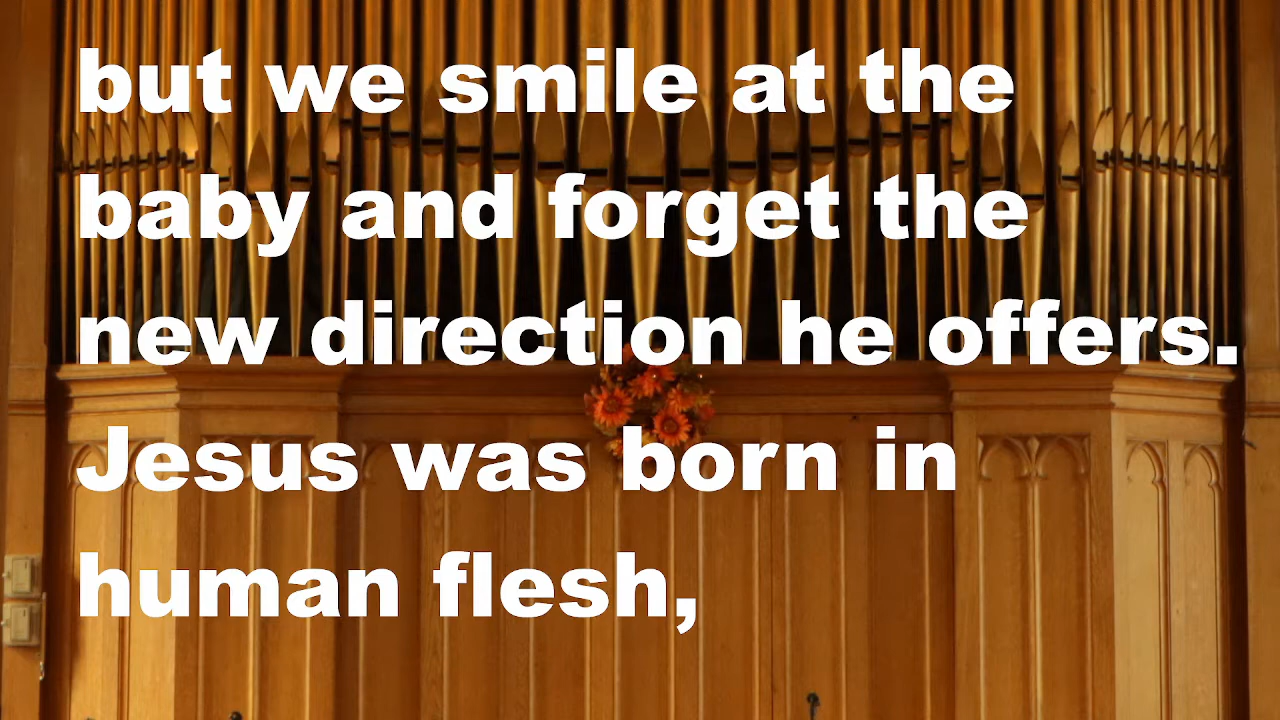 but we smile at the
baby and forget the
new direction he offers.
Jesus was born in
human flesh,